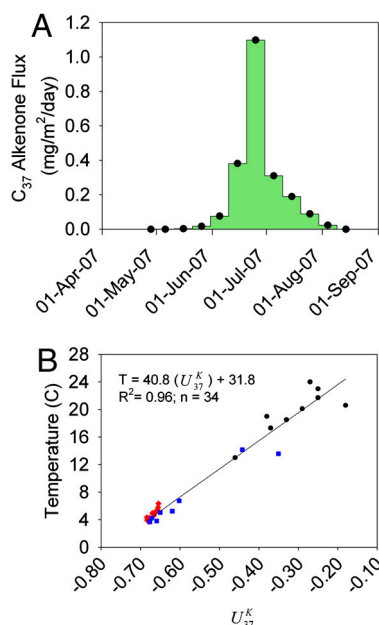 A
C37 Alkenone Flux
(mg/m²/day)
1.2
1.0
0.8
0.6
0.4
0.2
0.0
01-Apr-07
01-May-07
01-Jun-07
01-Jul-07
01-Aug-07
01-Sep-07
B
Temperature (C)
28
24
20
16
12
8
4
0
T = 40.8 (U37^K) + 31.8
R²= 0.96; n = 34
-0.80
-0.70
-0.60
-0.50
-0.40
-0.30
-0.20
-0.10
U37^K